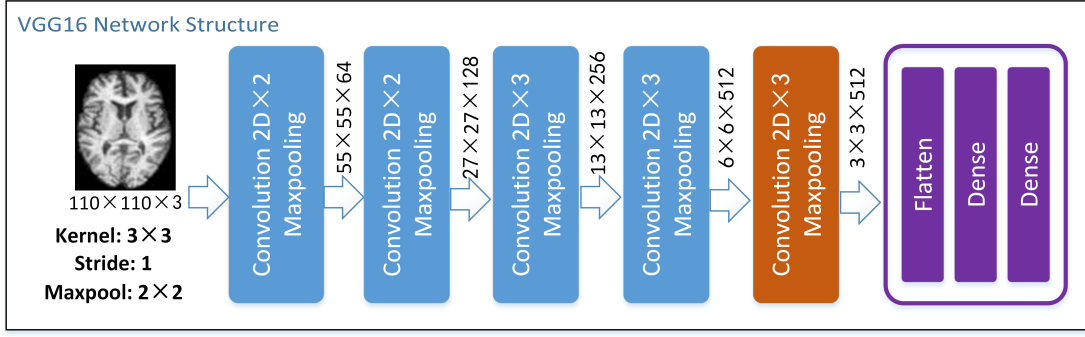 VGG16 Network Structure
110×110×3
Kernel: 3×3
Stride: 1
Maxpool: 2×2
Convolution 2D×2
Maxpooling
55×55×64
Convolution 2D×2
Maxpooling
27×27×128
Convolution 2D×3
Maxpooling
13×13×256
Convolution 2D×3
Maxpooling
6×6×512
Convolution 2D×3
Maxpooling
3×3×512
Flatten
Dense
Dense